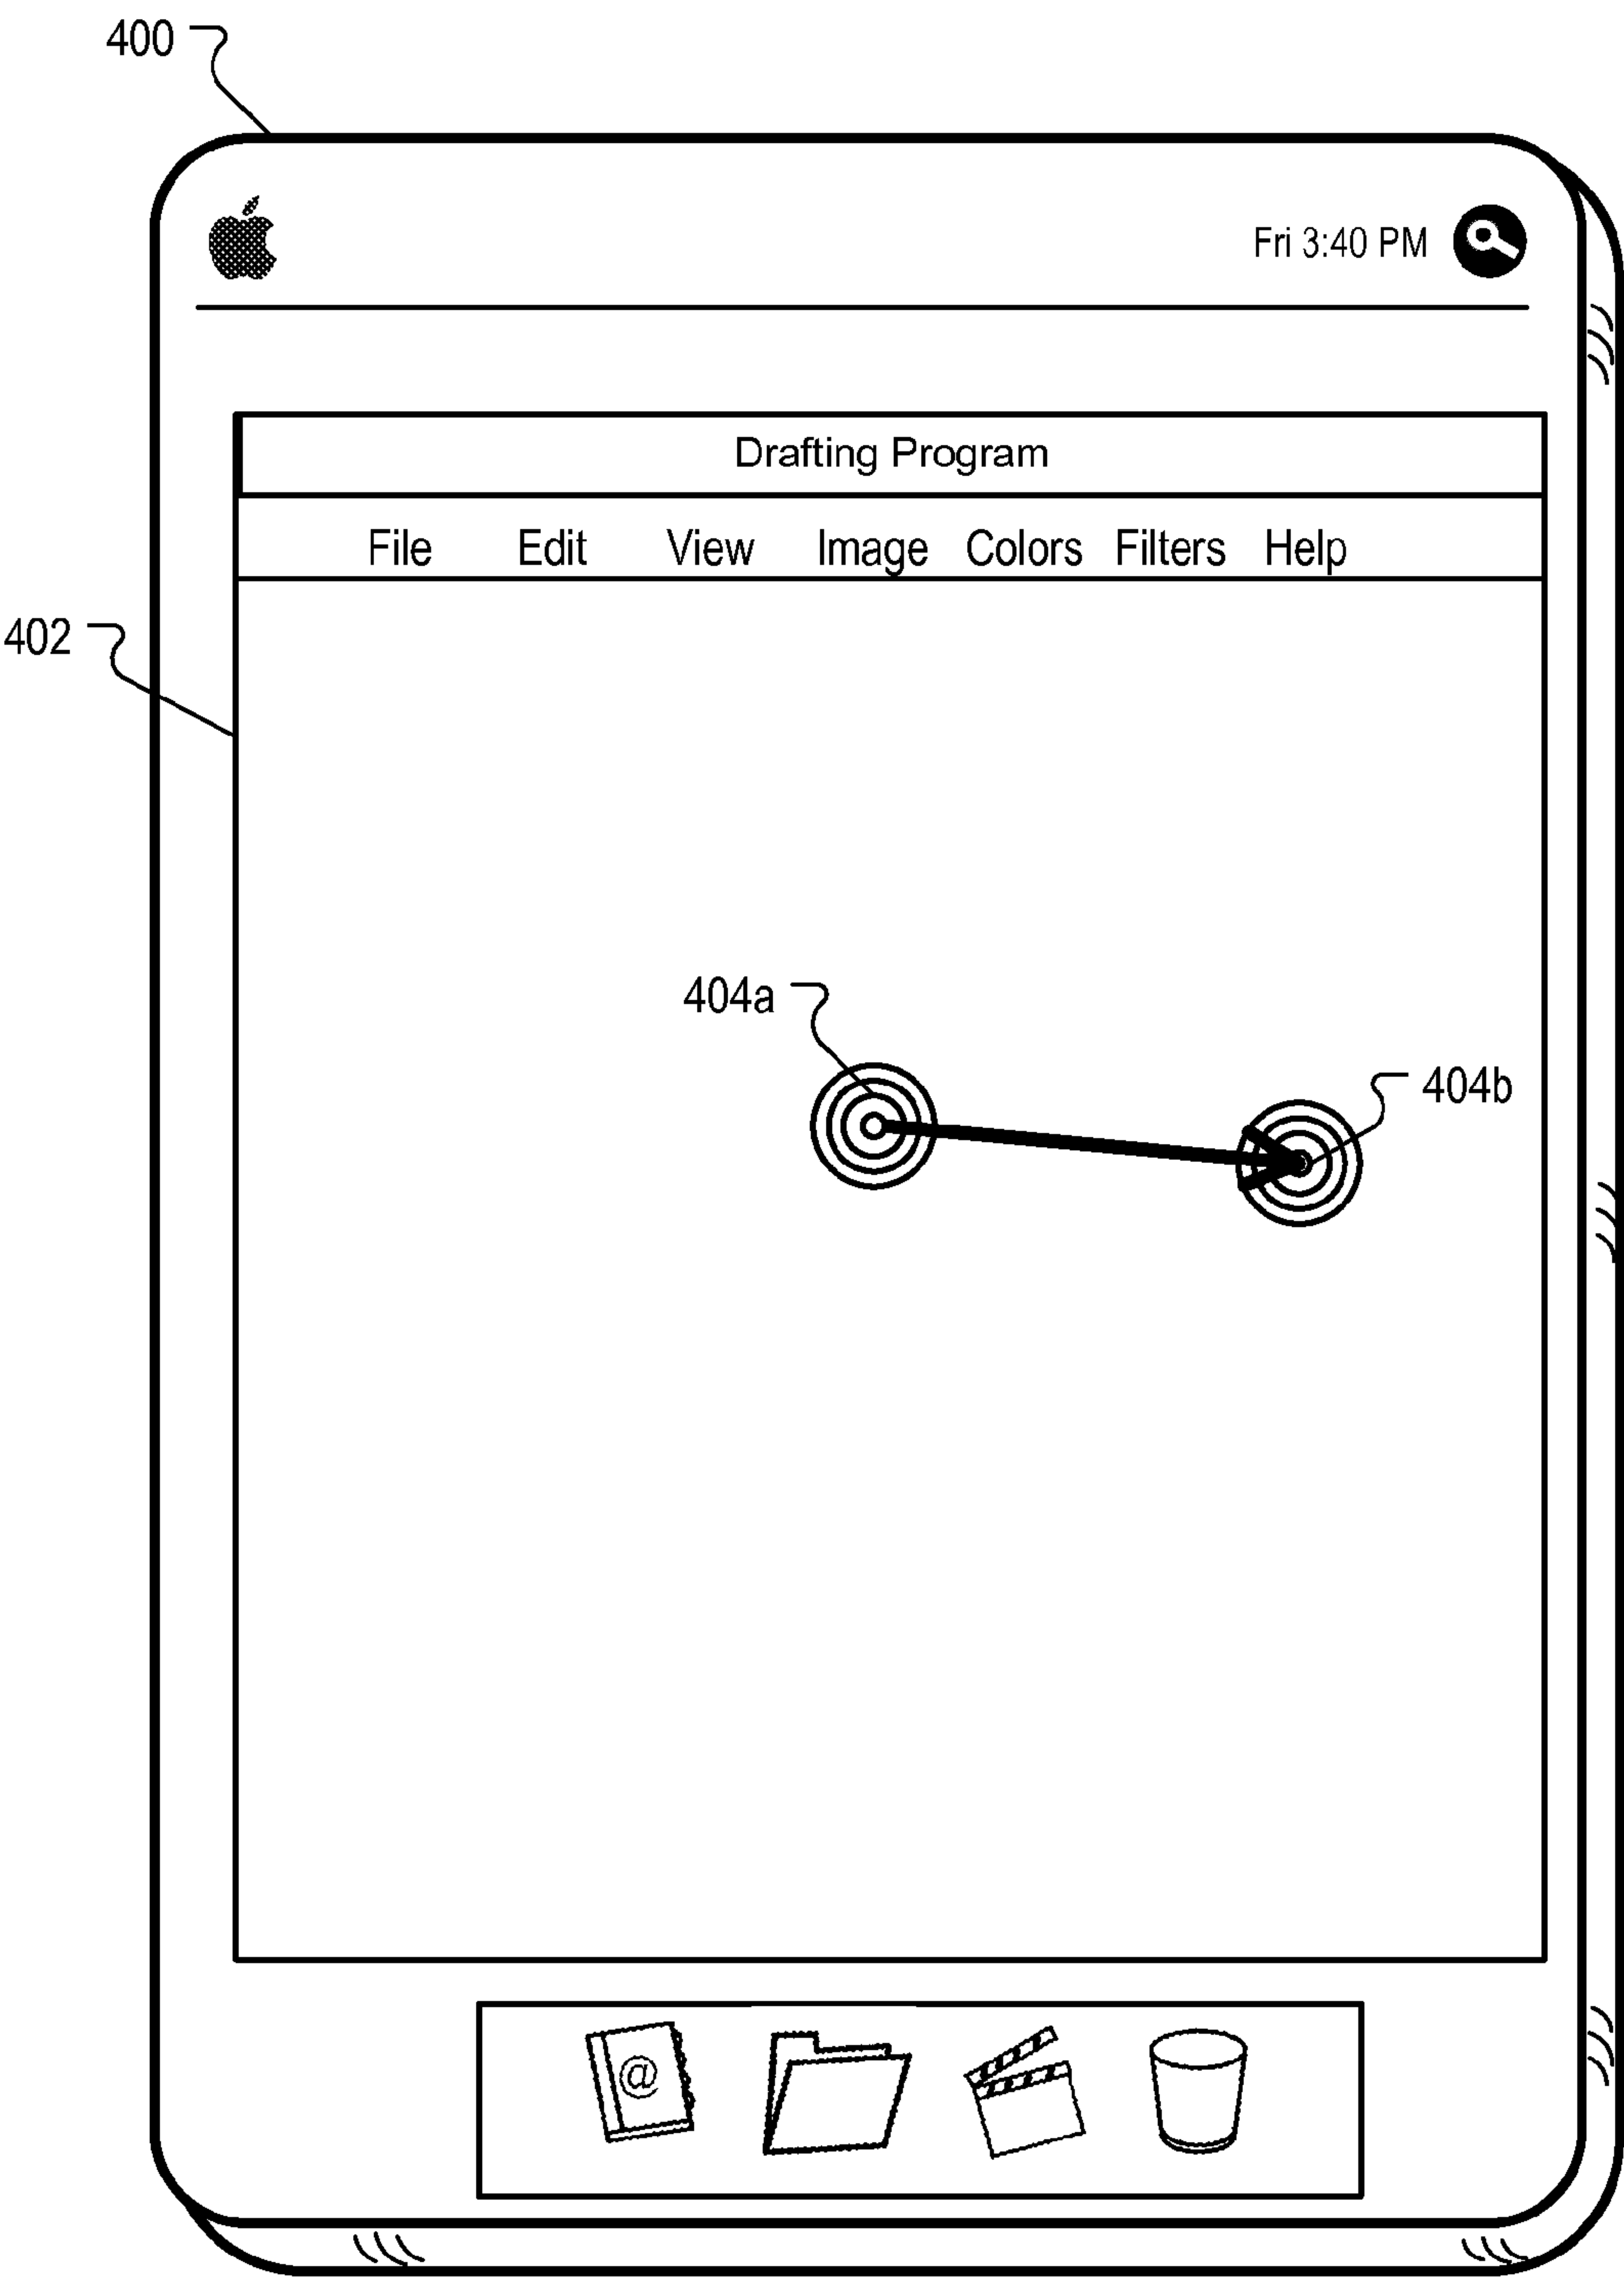 400
Fri 3:40 PM
Drafting Program
File Edit View Image Colors Filters Help
402
404a
404b
@